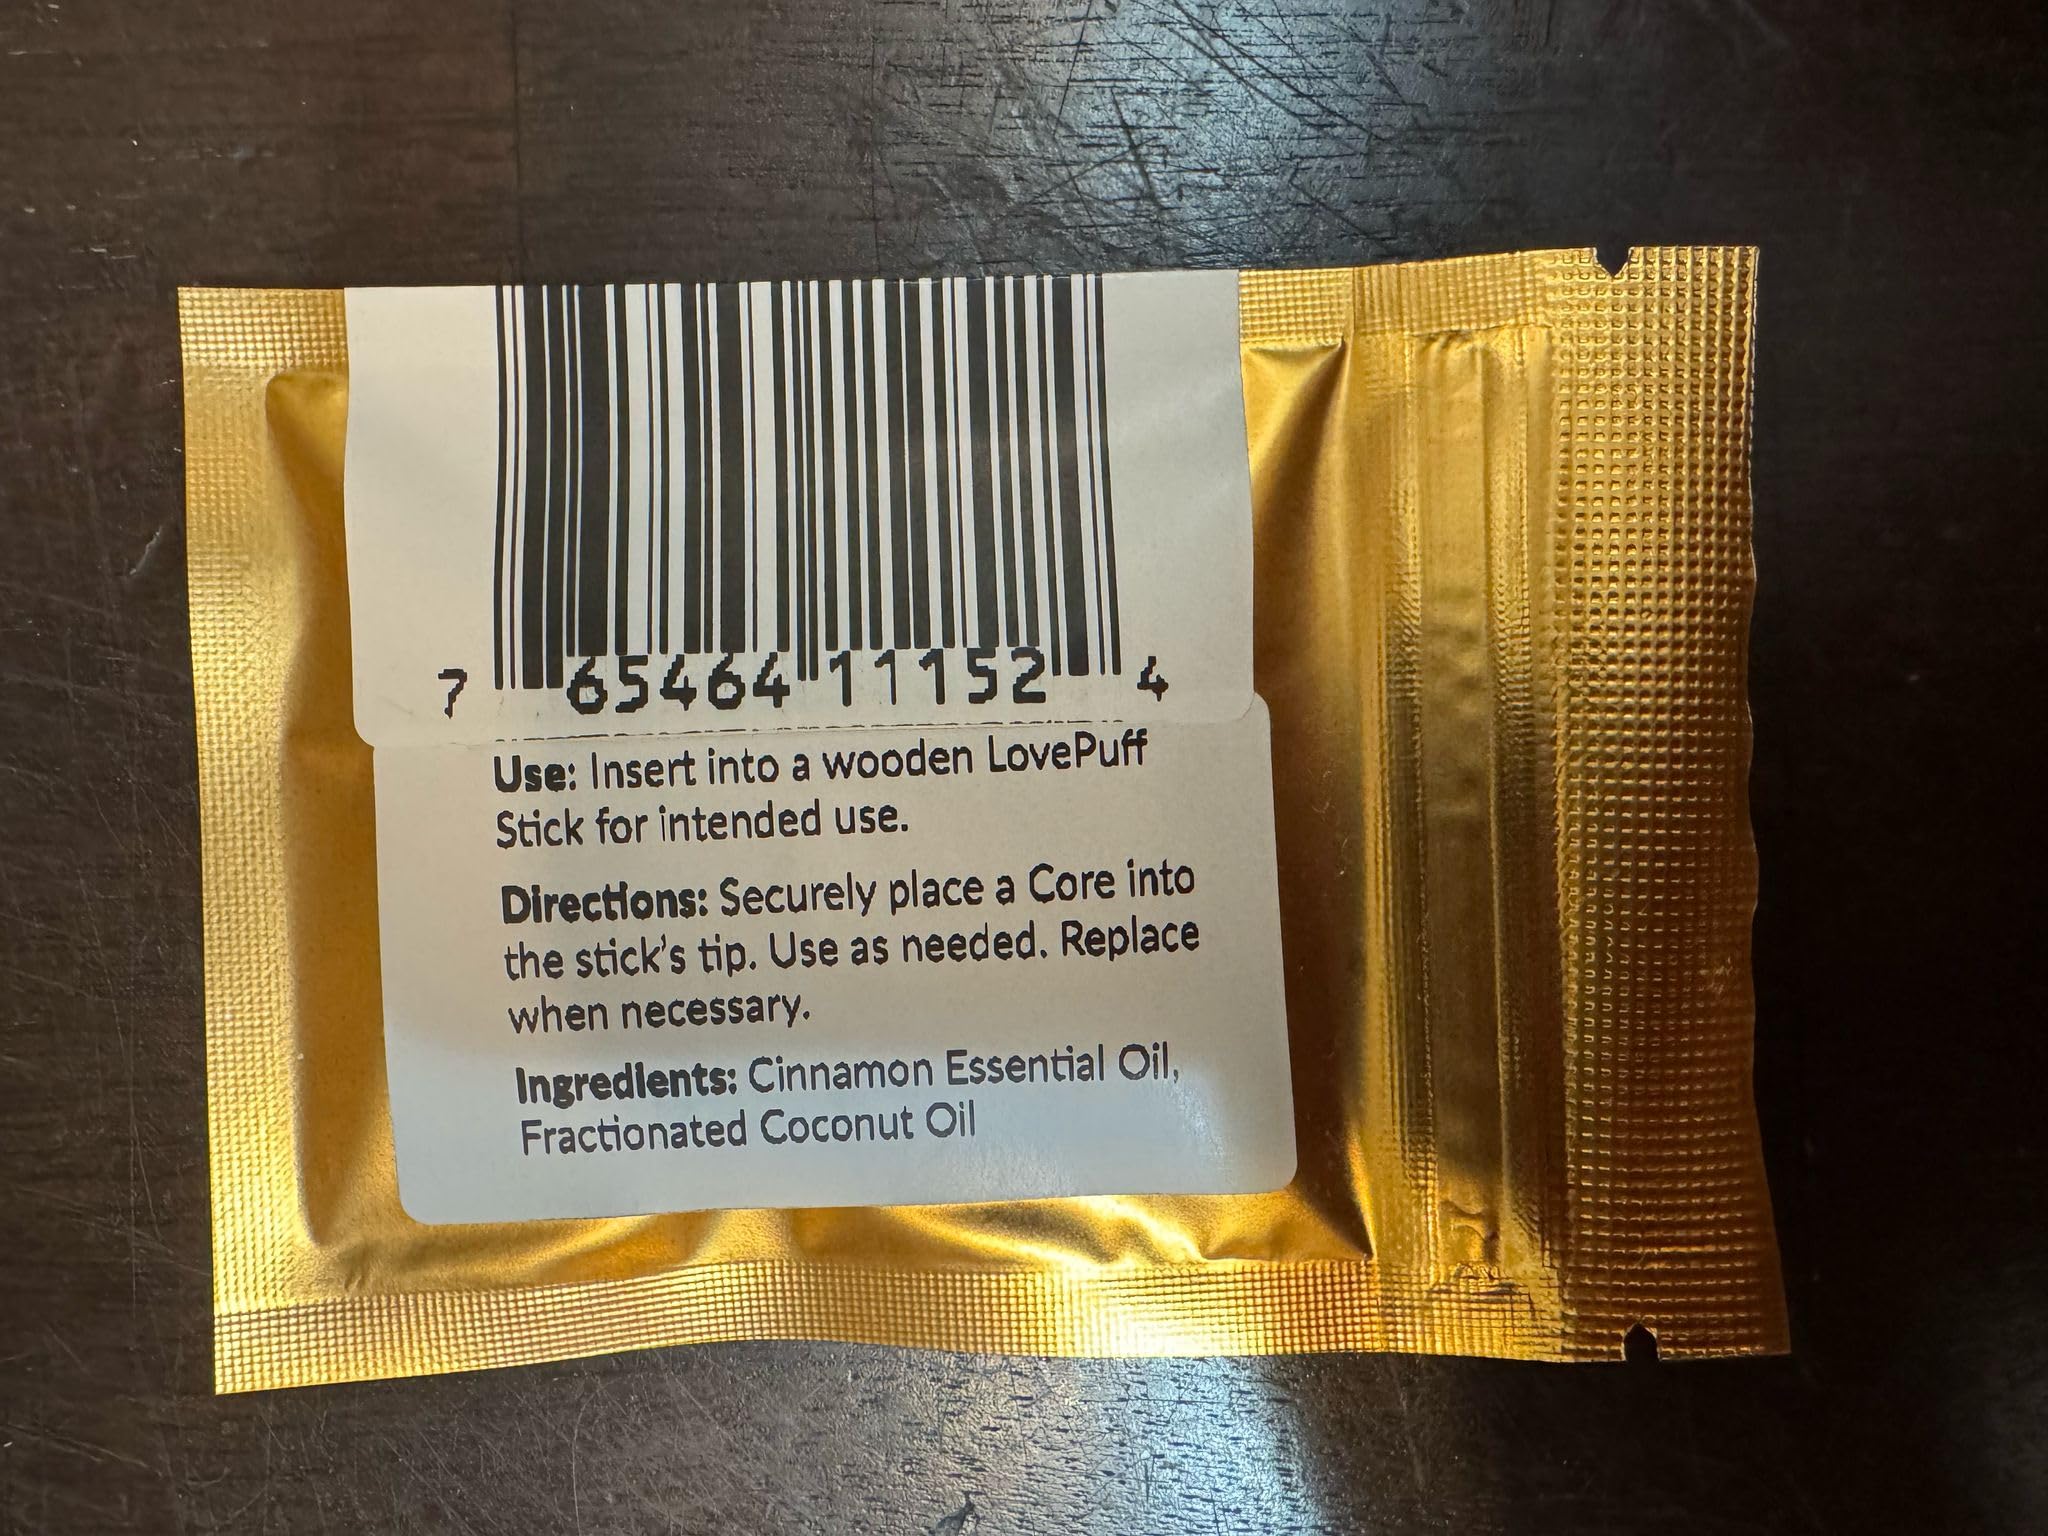 7 65464 11152 4
Use: Insert into a wooden LovePuff
Stick for intended use.
Directions: Securely place a Core into
the stick's tip. Use as needed. Replace
when necessary.
Ingredients: Cinnamon Essential Oil,
Fractionated Coconut Oil